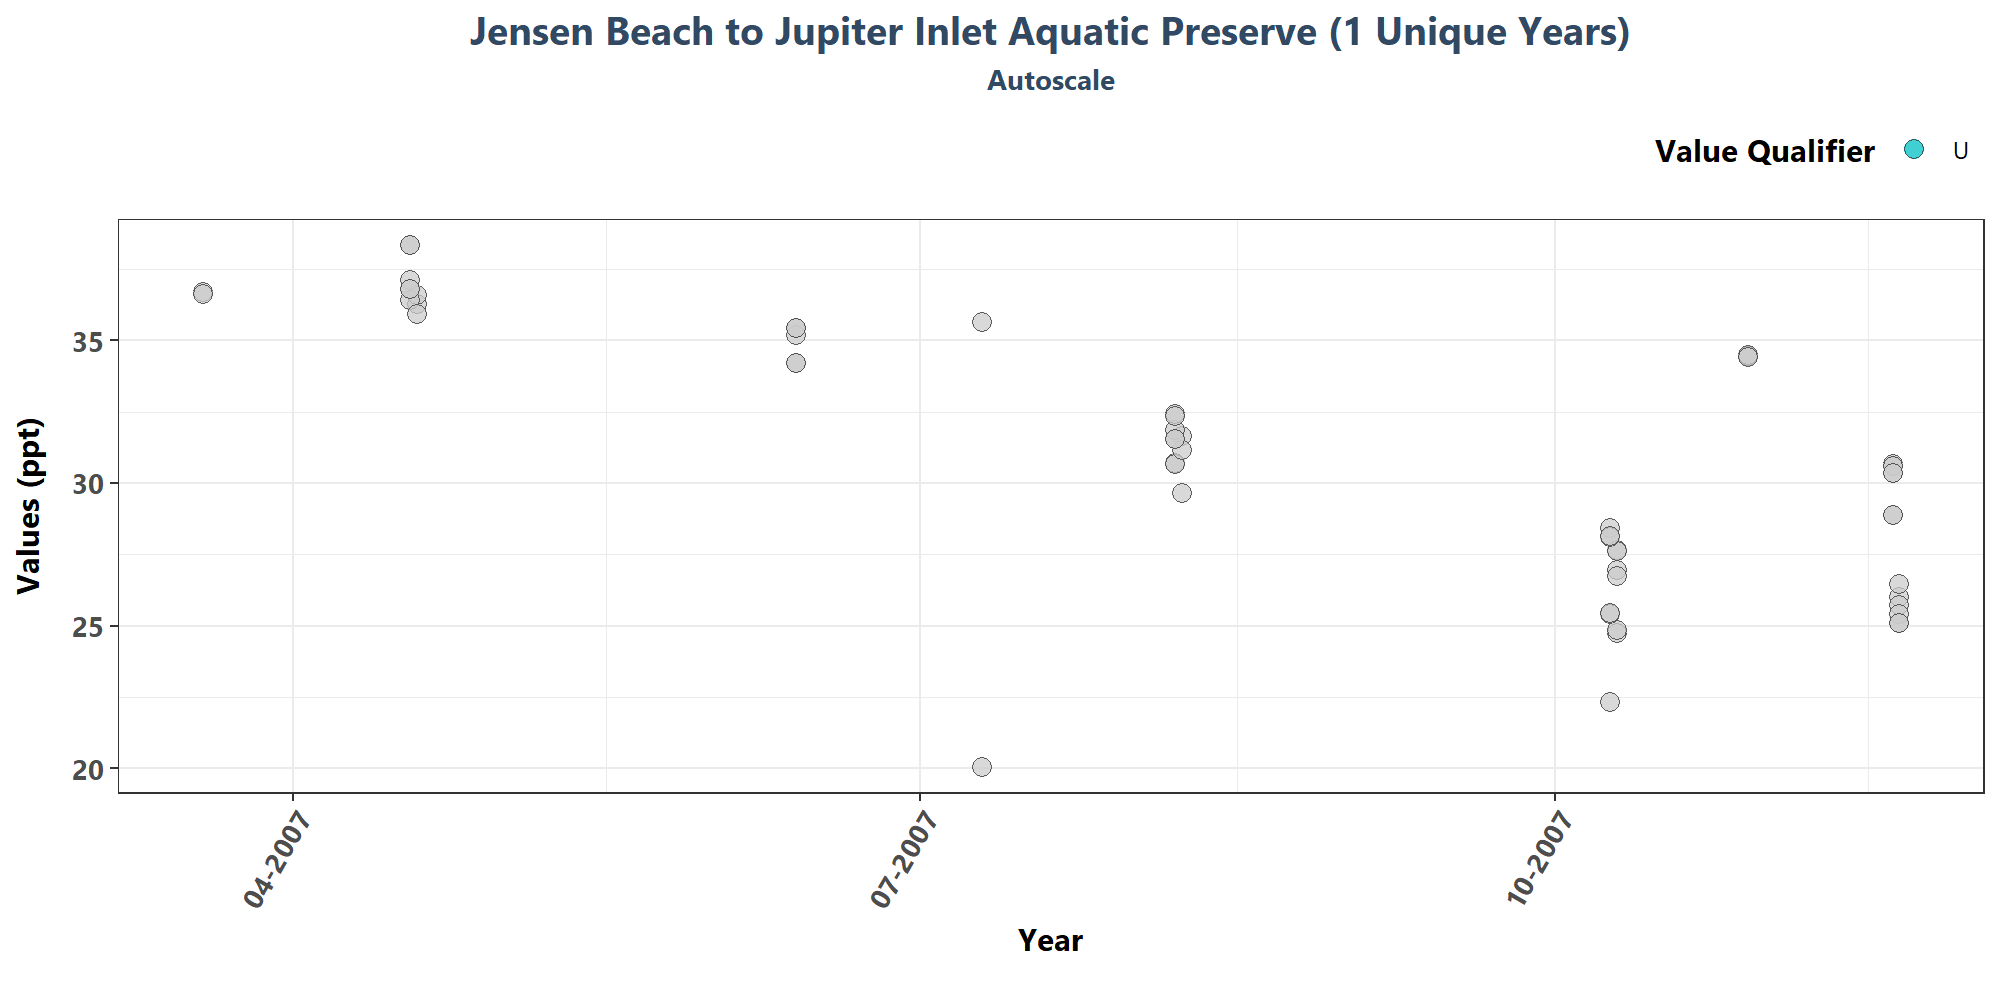 Jensen Beach to Jupiter Inlet Aquatic Preserve (1 Unique Years)
Autoscale
Value Qualifier U
Values (ppt)
35
30
25
20
04-2007
07-2007
10-2007
Year